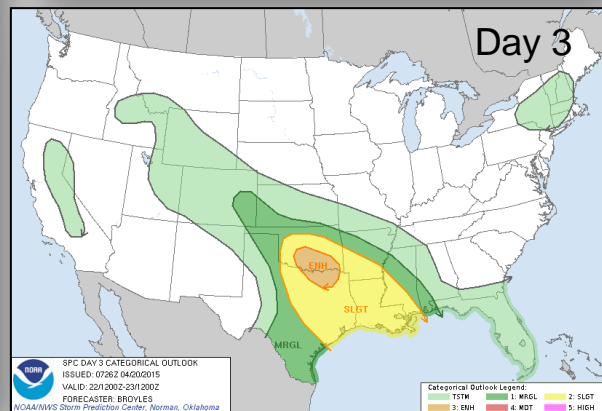 Day 3
ENH
SLGT
MRGL
NOAA
SPC DAY 3 CATEGORICAL OUTLOOK
ISSUED: 0726Z 04/20/2015
VALID: 22/1200Z-23/1200Z
FORECASTER: BROYLES
NOAA/NWS Storm Prediction Center, Norman, Oklahoma
Categorical Outlook Legend:
TSTM 1: MRGL 2: SLGT
3: ENH 4: MDT 5: HIGH